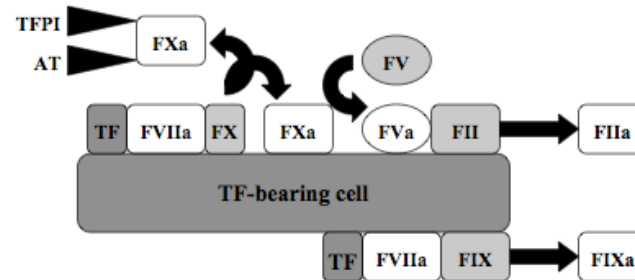 TFPI
AT
FXa
FV
TF FVIIa FX FXa FVa FII FIIa
TF-bearing cell
TF FVIIa FIX FIXa